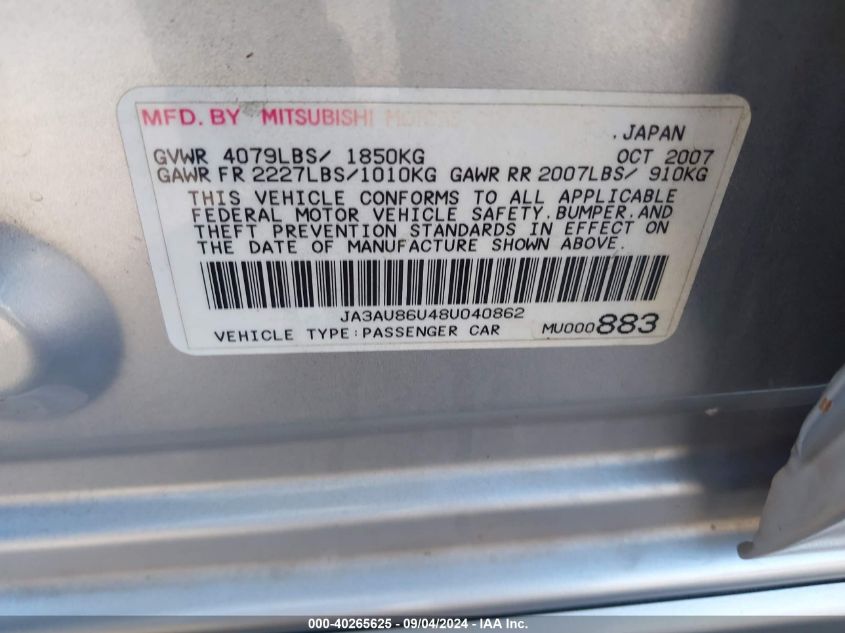 MFD. BY MITSUBISHI MOTORS
. JAPAN
GVWR 4079LBS/ 1850KG OCT 2007
GAWR FR 2227LBS/1010KG GAWR RR 2007LBS/ 910KG
THIS VEHICLE CONFORMS TO ALL APPLICABLE
FEDERAL MOTOR VEHICLE SAFETY, BUMPER, AND
THEFT PREVENTION STANDARDS IN EFFECT ON
THE DATE OF MANUFACTURE SHOWN ABOVE.
JA3AU86U48U040862
VEHICLE TYPE:PASSENGER CAR MU000883
000-40265625 - 09/04/2024 - IAA Inc.